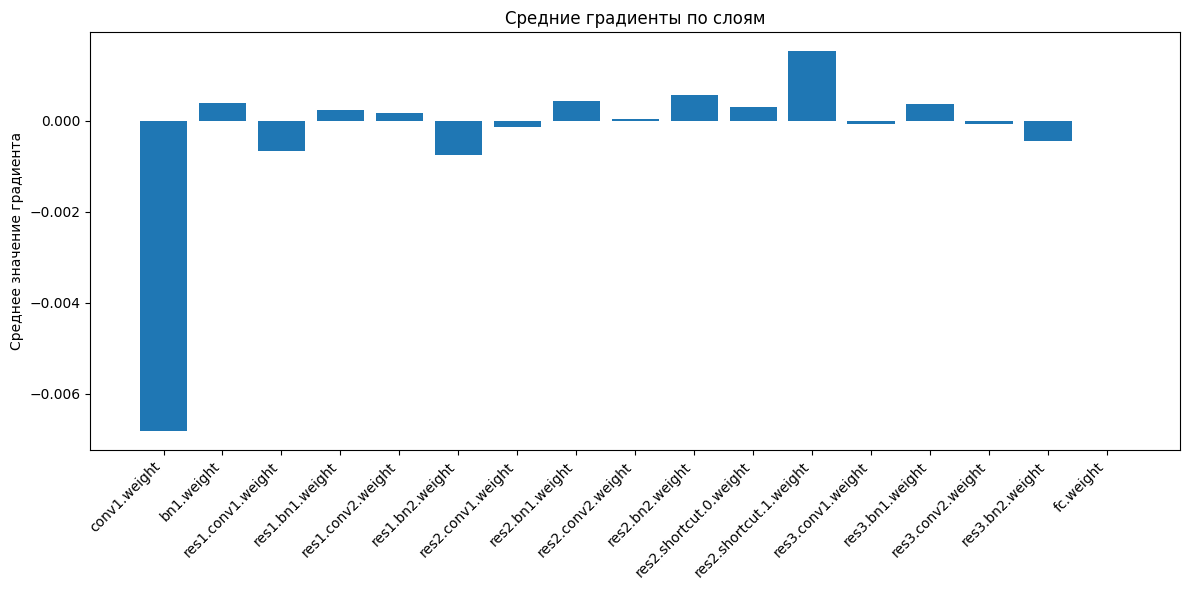 Средние градиенты по слоям
Среднее значение градиента
0.000
−0.002
−0.004
−0.006
conv1.weight
bn1.weight
res1.conv1.weight
res1.bn1.weight
res1.conv2.weight
res1.bn2.weight
res2.conv1.weight
res2.bn1.weight
res2.conv2.weight
res2.bn2.weight
res2.shortcut.0.weight
res2.shortcut.1.weight
res3.conv1.weight
res3.bn1.weight
res3.conv2.weight
res3.bn2.weight
fc.weight